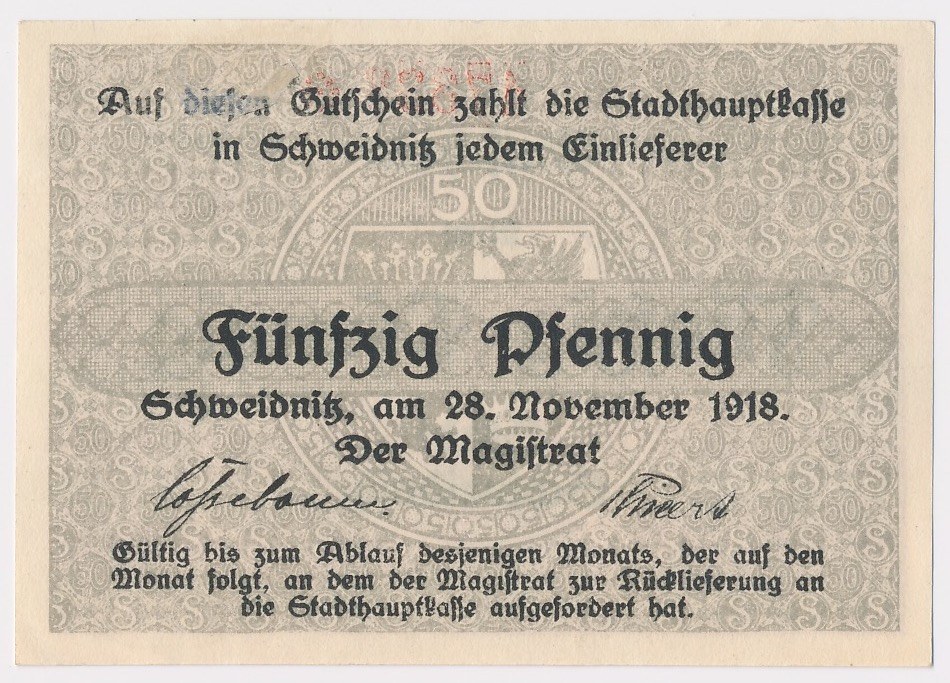 Auf diesen Gutschein zahlt die Stadthauptkasse
in Schweidnitz jedem Einlieferer
50
Fünfzig Pfennig
Schweidnitz, am 28. November 1918.
Der Magistrat
Gültig bis zum Ablauf desjenigen Monats, der auf den
Monat folgt, an dem der Magistrat zur Rücklieferung an
die Stadthauptkasse aufgefordert hat.